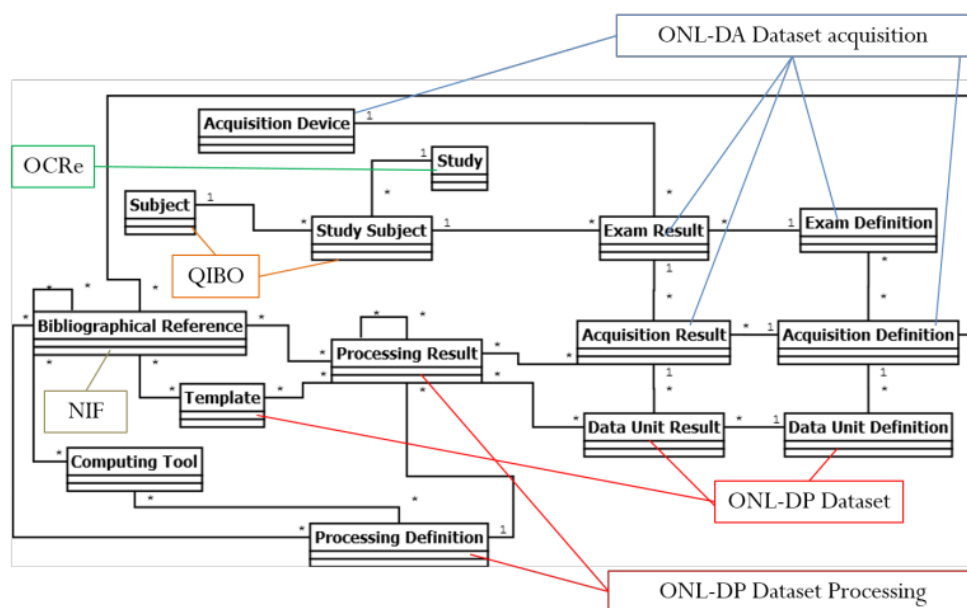 ONL-DA Dataset acquisition
Acquisition Device
1
OCRe
1
Study
*
*
Subject
1
*
Study Subject
1
*
Exam Result
*
1
Exam Definition
QIBO
1
*
*
*
*
*
*
*
Bibliographical Reference
*
*
Processing Result
*
*
Acquisition Result
*
1
Acquisition Definition
*
*
*
*
*
1
1
NIF
*
Template
*
*
*
*
*
Data Unit Result
*
1
Data Unit Definition
*
Computing Tool
*
*
ONL-DP Dataset
*
Processing Definition
1
ONL-DP Dataset Processing